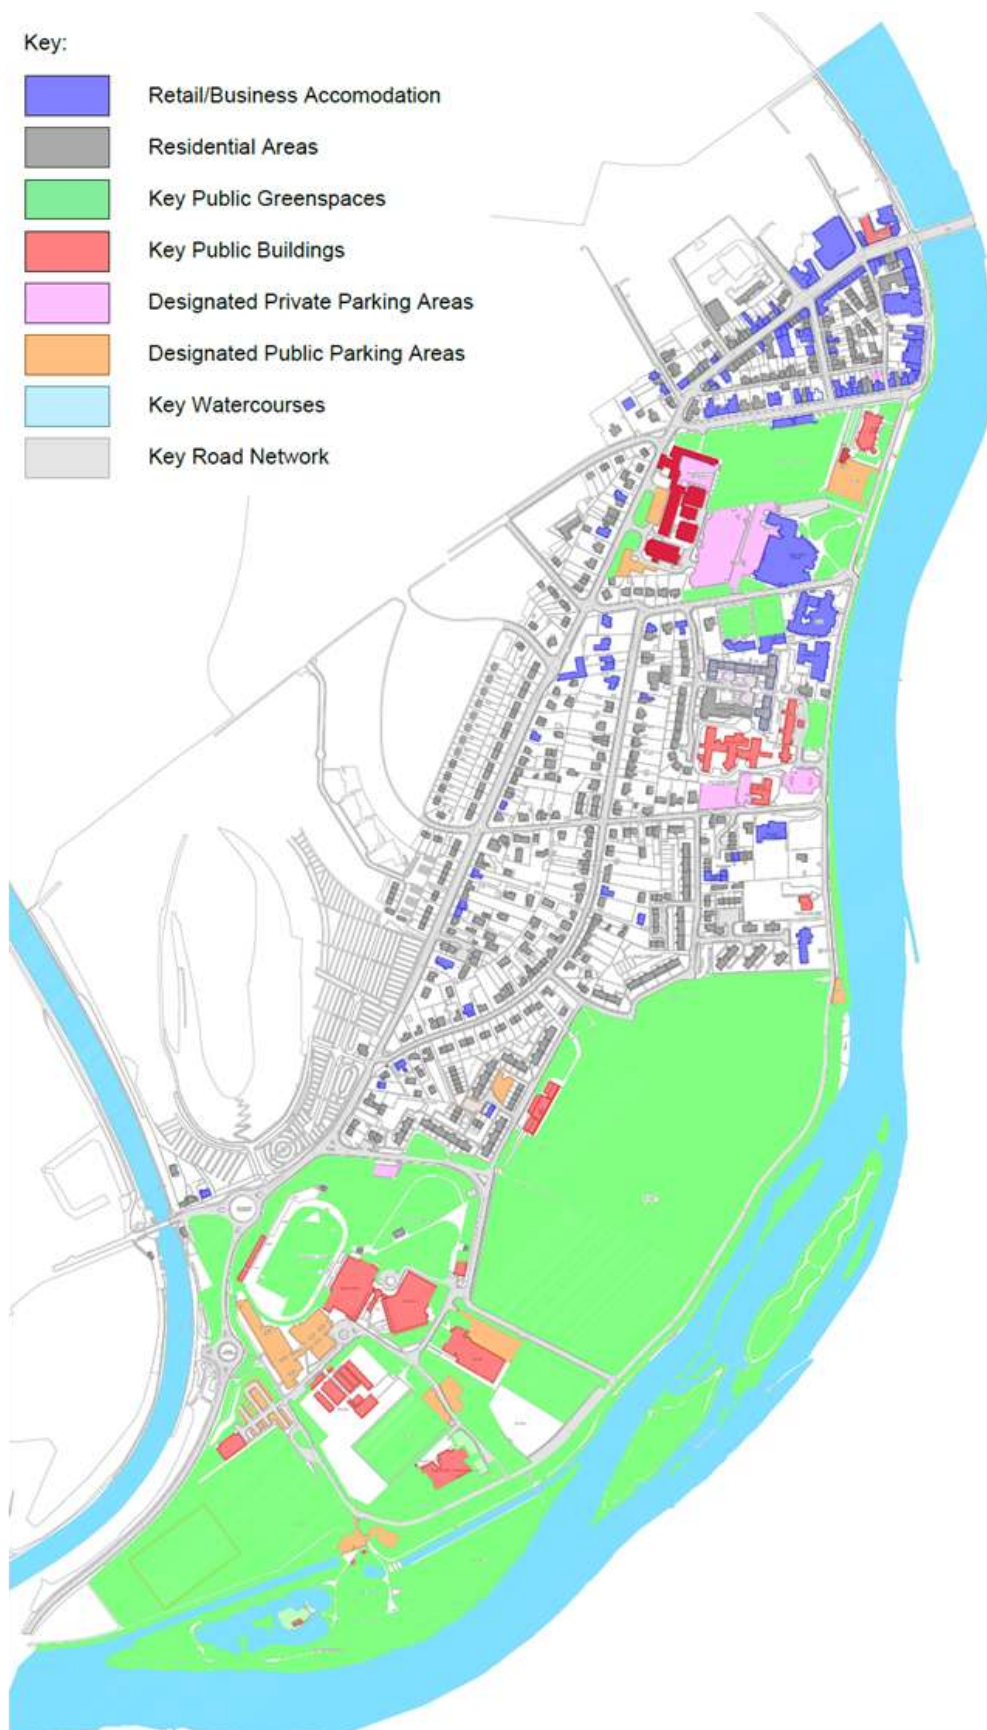 Key:
Retail/Business Accomodation
Residential Areas
Key Public Greenspaces
Key Public Buildings
Designated Private Parking Areas
Designated Public Parking Areas
Key Watercourses
Key Road Network